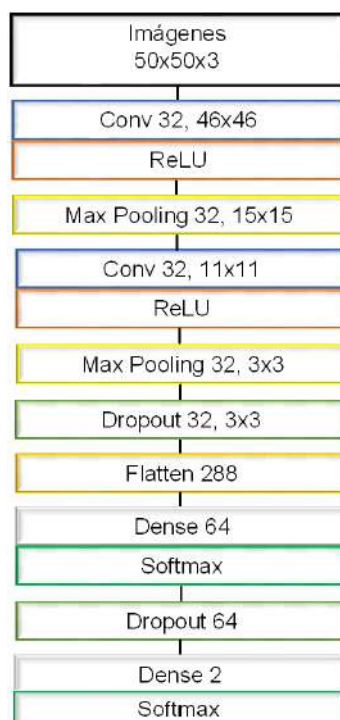 Imágenes
50x50x3
Conv 32, 46x46
ReLU
Max Pooling 32, 15x15
Conv 32, 11x11
ReLU
Max Pooling 32, 3x3
Dropout 32, 3x3
Flatten 288
Dense 64
Softmax
Dropout 64
Dense 2
Softmax